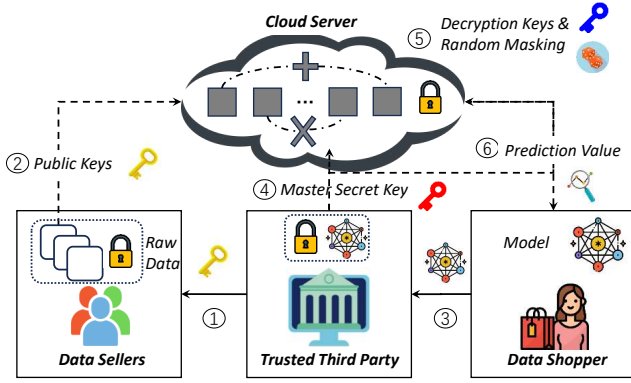 Cloud Server
⑤ Decryption Keys &
Random Masking
...
② Public Keys
④ Master Secret Key
⑥ Prediction Value
Raw
Data
Model
①
③
Data Sellers
Trusted Third Party
Data Shopper